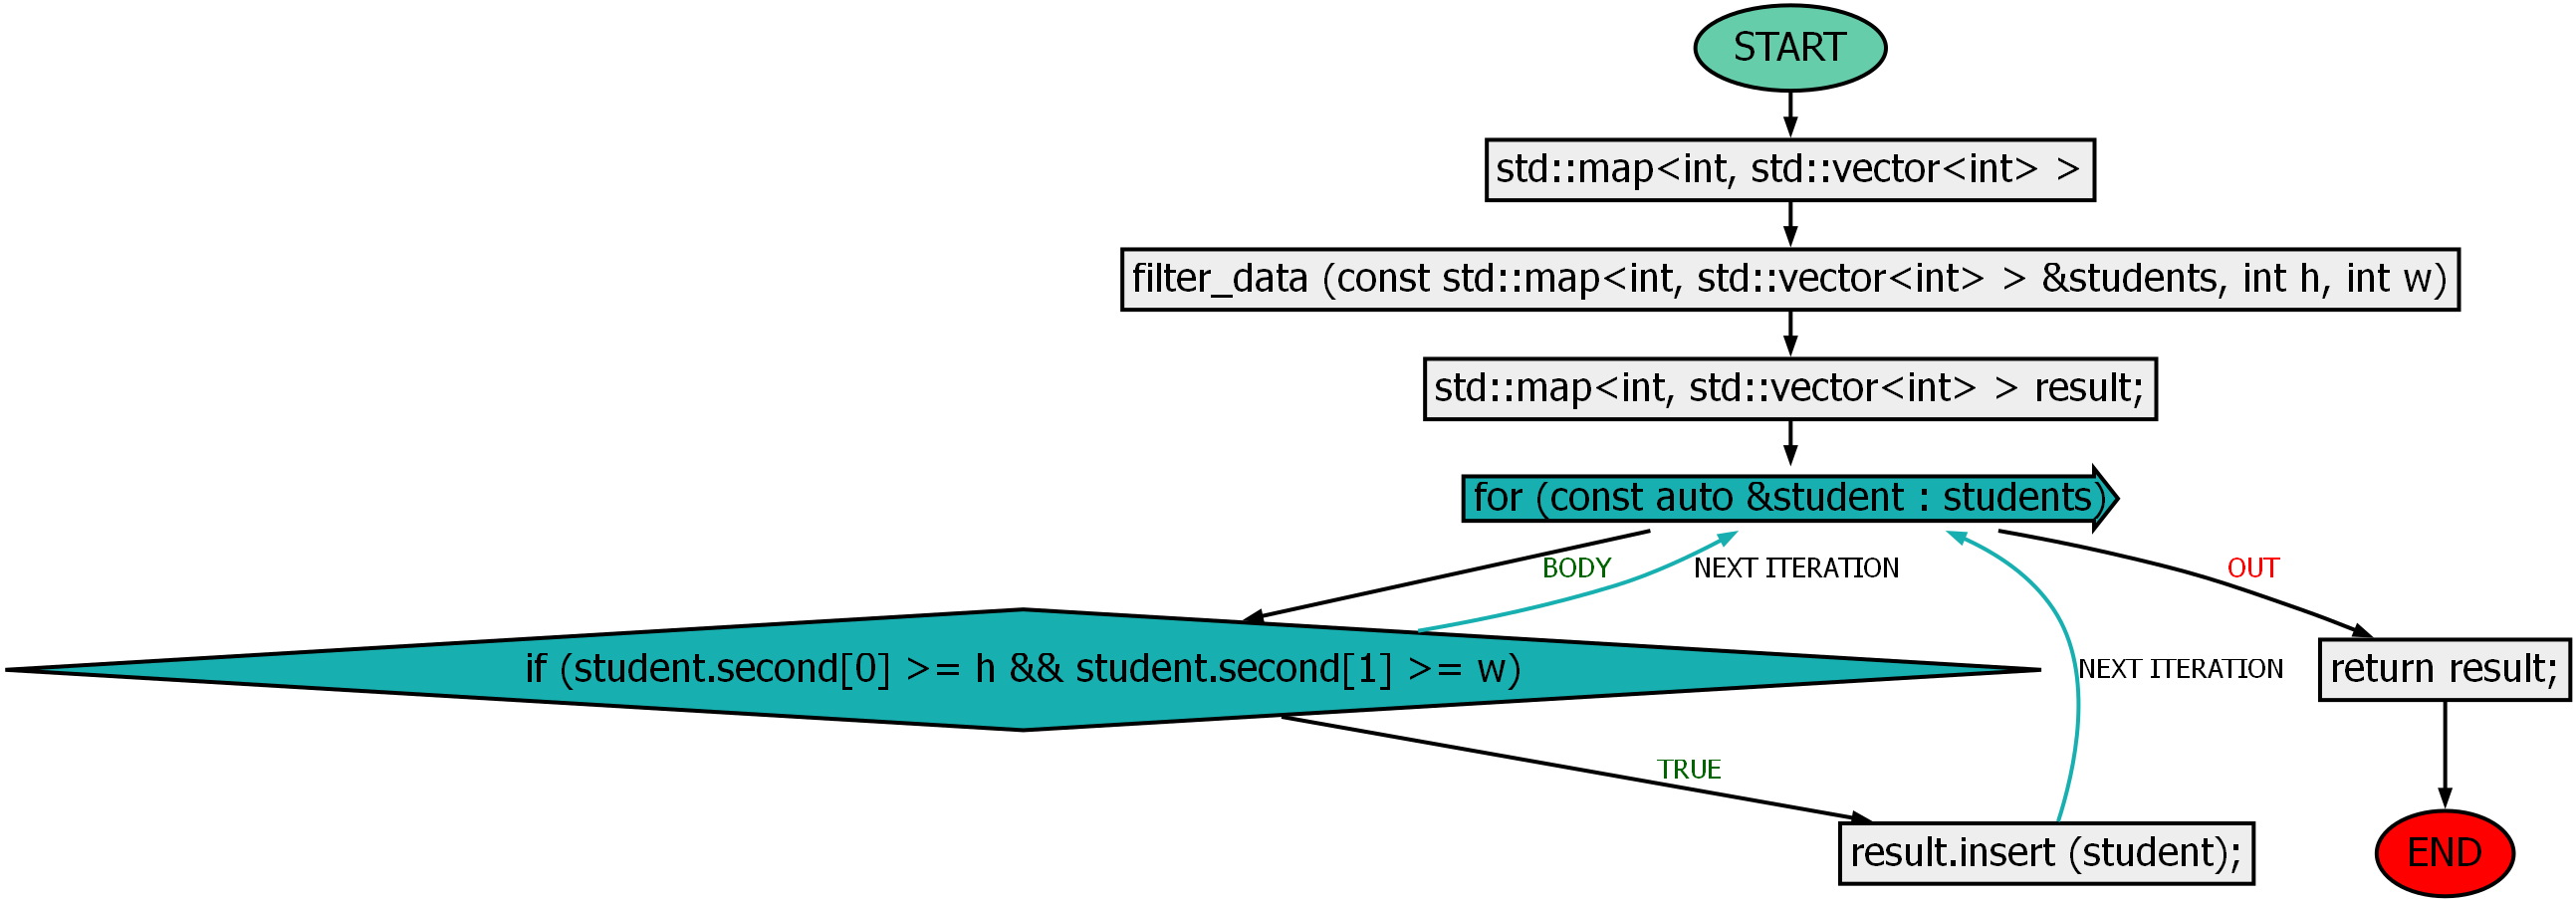 START
std::map<int, std::vector<int> >
filter_data (const std::map<int, std::vector<int> > &students, int h, int w)
std::map<int, std::vector<int> > result;
for (const auto &student : students)
BODY
NEXT ITERATION
OUT
if (student.second[0] >= h && student.second[1] >= w)
NEXT ITERATION
return result;
TRUE
result.insert (student);
END